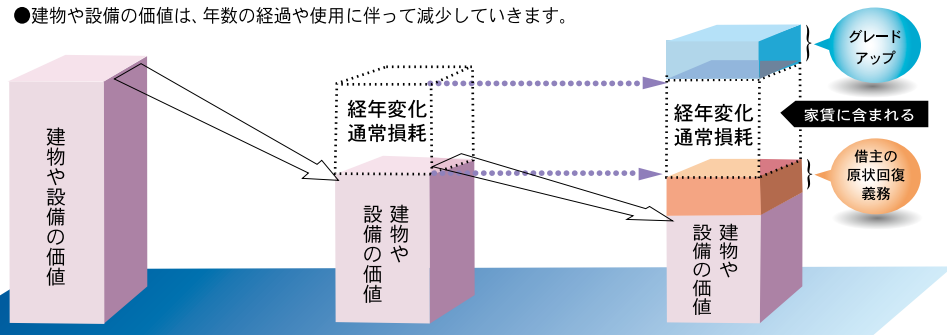 ●建物や設備の価値は、年数の経過や使用に伴って減少していきます。
建物や設備の価値
経年変化
通常損耗
建物や
設備の価値
グレード
アップ
経年変化
通常損耗
家賃に含まれる
借主の
原状回復
義務
建物や
設備の価値